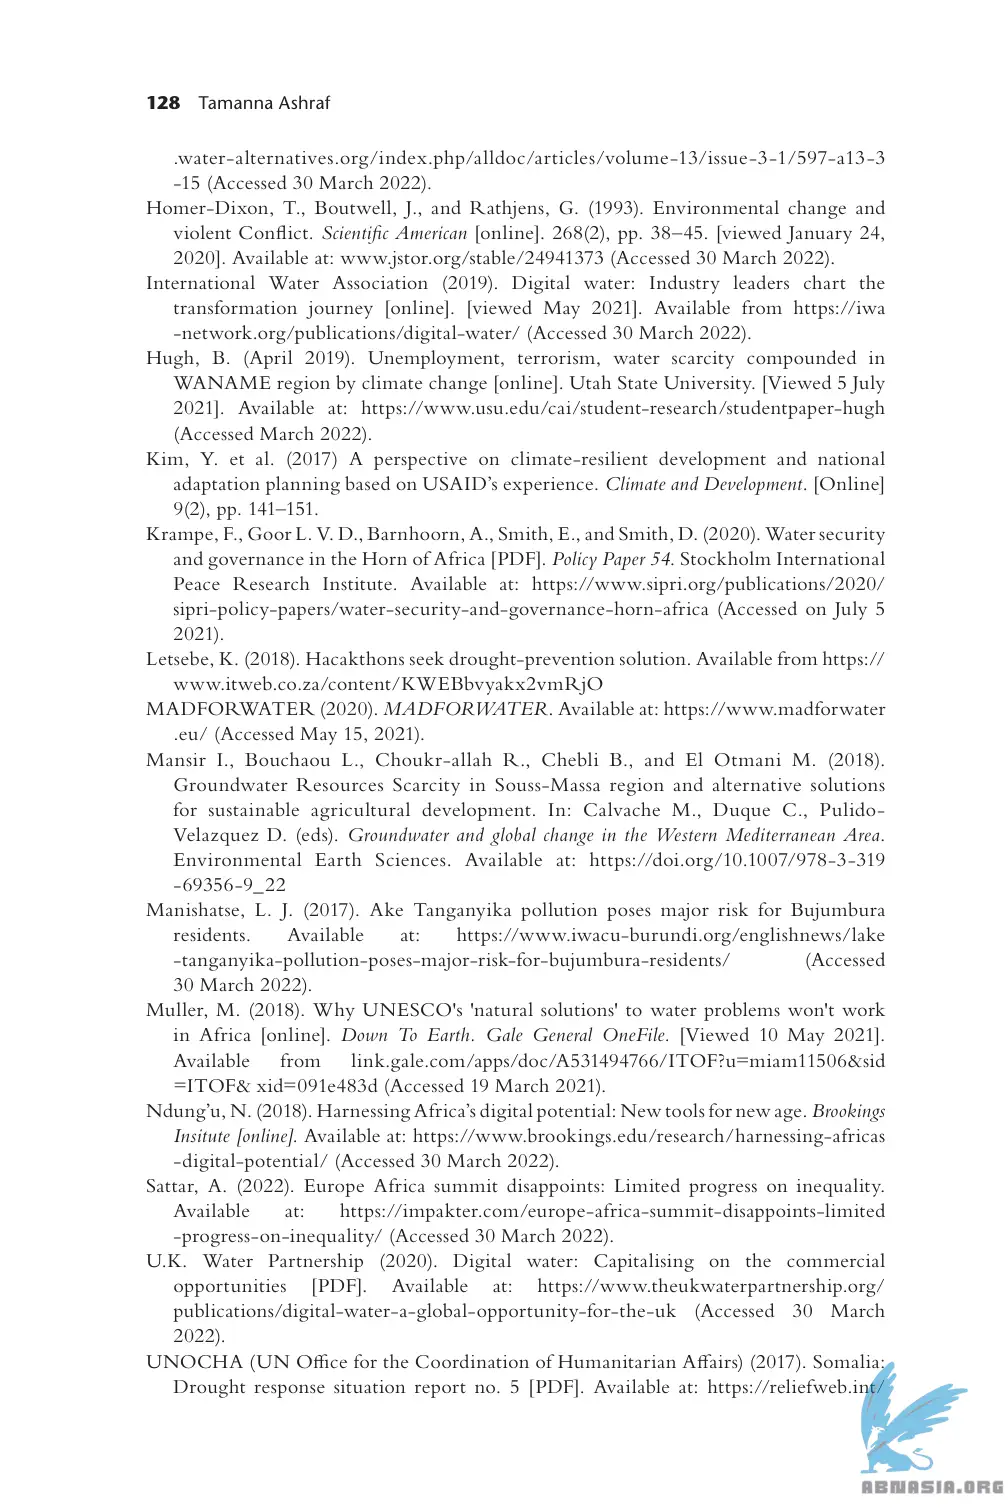 128 Tamanna Ashraf
.water-alternatives.org/index.php/alldoc/articles/volume-13/issue-3-1/597-a13-3
-15 (Accessed 30 March 2022).
Homer-Dixon, T., Boutwell, J., and Rathjens, G. (1993). Environmental change and
violent Conflict. Scientific American [online]. 268(2), pp. 38–45. [viewed January 24,
2020]. Available at: www.jstor.org/stable/24941373 (Accessed 30 March 2022).
International Water Association (2019). Digital water: Industry leaders chart the
transformation journey [online]. [viewed May 2021]. Available from https://iwa
-network.org/publications/digital-water/ (Accessed 30 March 2022).
Hugh, B. (April 2019). Unemployment, terrorism, water scarcity compounded in
WANAME region by climate change [online]. Utah State University. [Viewed 5 July
2021]. Available at: https://www.usu.edu/cai/student-research/studentpaper-hugh
(Accessed March 2022).
Kim, Y. et al. (2017) A perspective on climate-resilient development and national
adaptation planning based on USAID’s experience. Climate and Development. [Online]
9(2), pp. 141–151.
Krampe, F., Goor L. V. D., Barnhoorn, A., Smith, E., and Smith, D. (2020). Water security
and governance in the Horn of Africa [PDF]. Policy Paper 54. Stockholm International
Peace Research Institute. Available at: https://www.sipri.org/publications/2020/
sipri-policy-papers/water-security-and-governance-horn-africa (Accessed on July 5
2021).
Letsebe, K. (2018). Hacakthons seek drought-prevention solution. Available from https://
www.itweb.co.za/content/KWEBbvyakx2vmRjO
MADFORWATER (2020). MADFORWATER. Available at: https://www.madforwater
.eu/ (Accessed May 15, 2021).
Mansir I., Bouchaou L., Choukr-allah R., Chebli B., and El Otmani M. (2018).
Groundwater Resources Scarcity in Souss-Massa region and alternative solutions
for sustainable agricultural development. In: Calvache M., Duque C., Pulido-
Velazquez D. (eds). Groundwater and global change in the Western Mediterranean Area.
Environmental Earth Sciences. Available at: https://doi.org/10.1007/978-3-319
-69356-9_22
Manishatse, L. J. (2017). Ake Tanganyika pollution poses major risk for Bujumbura
residents. Available at: https://www.iwacu-burundi.org/englishnews/lake
-tanganyika-pollution-poses-major-risk-for-bujumbura-residents/ (Accessed
30 March 2022).
Muller, M. (2018). Why UNESCO's 'natural solutions' to water problems won't work
in Africa [online]. Down To Earth. Gale General OneFile. [Viewed 10 May 2021].
Available from link.gale.com/apps/doc/A531494766/ITOF?u=miam11506&sid
=ITOF& xid=091e483d (Accessed 19 March 2021).
Ndung’u, N. (2018). Harnessing Africa’s digital potential: New tools for new age. Brookings
Insitute [online]. Available at: https://www.brookings.edu/research/harnessing-africas
-digital-potential/ (Accessed 30 March 2022).
Sattar, A. (2022). Europe Africa summit disappoints: Limited progress on inequality.
Available at: https://impakter.com/europe-africa-summit-disappoints-limited
-progress-on-inequality/ (Accessed 30 March 2022).
U.K. Water Partnership (2020). Digital water: Capitalising on the commercial
opportunities [PDF]. Available at: https://www.theukwaterpartnership.org/
publications/digital-water-a-global-opportunity-for-the-uk (Accessed 30 March
2022).
UNOCHA (UN Office for the Coordination of Humanitarian Affairs) (2017). Somalia:
Drought response situation report no. 5 [PDF]. Available at: https://reliefweb.int/
ABNASIA.ORG